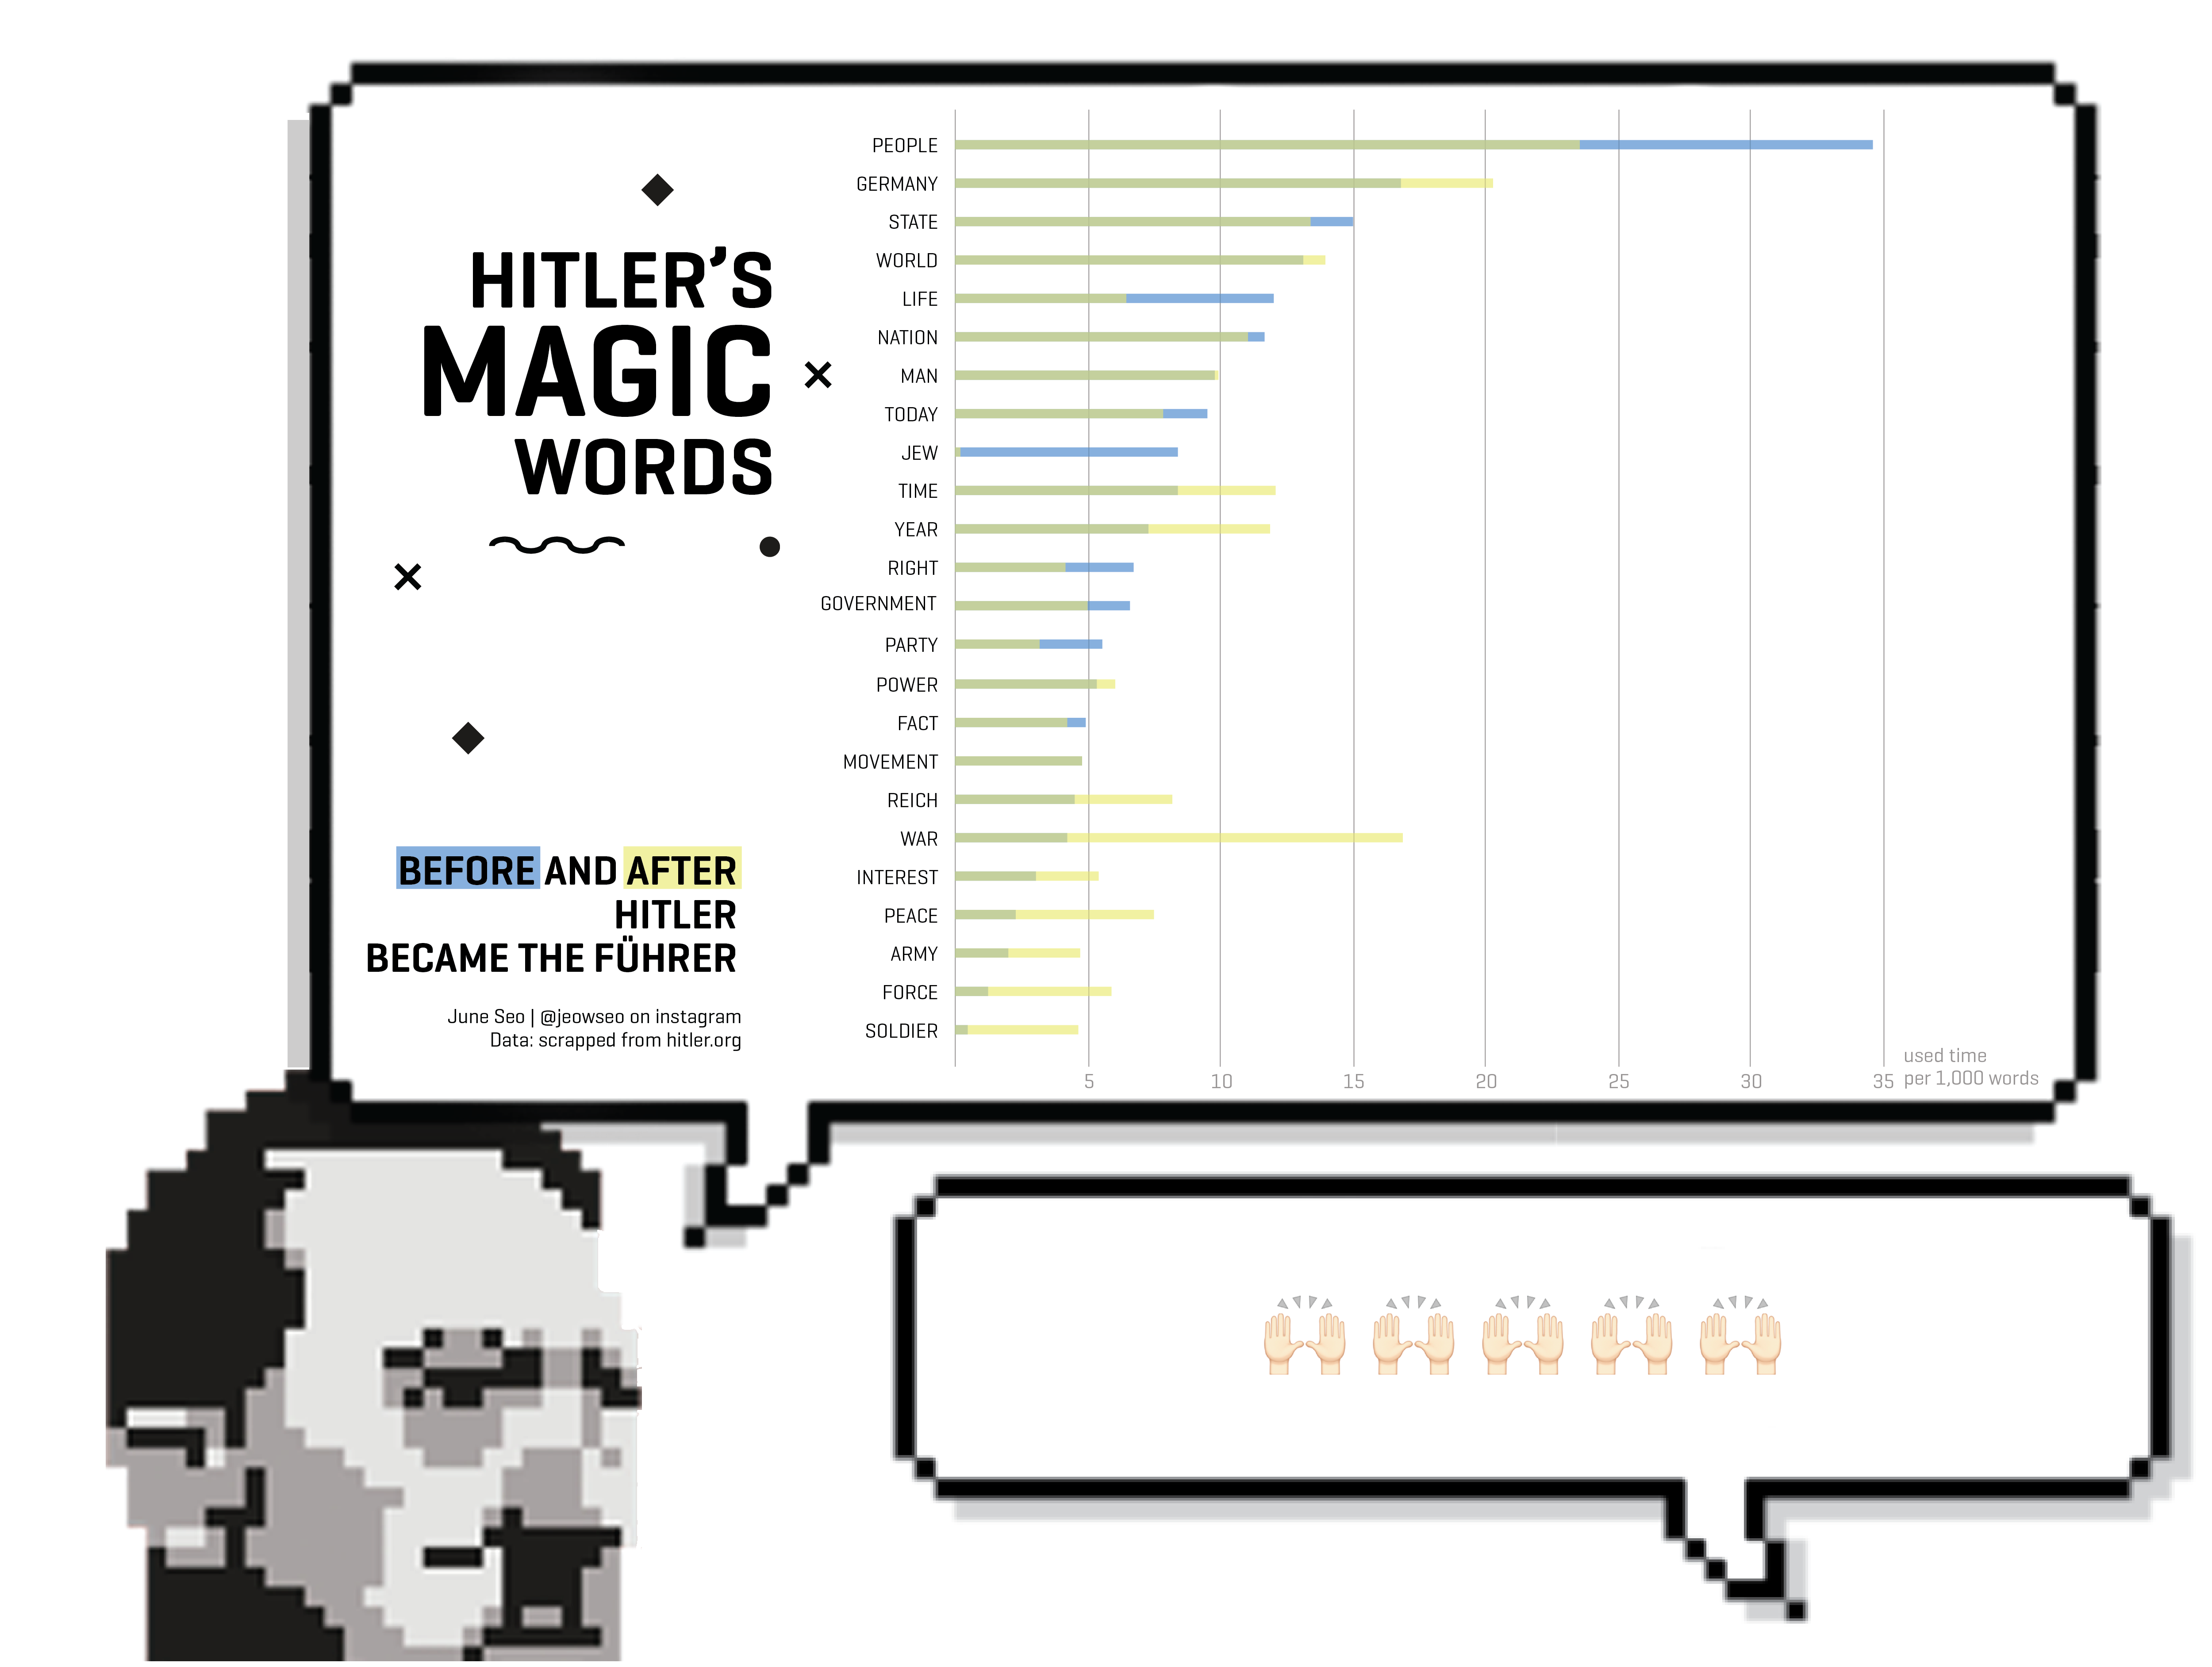 HITLER’S
MAGIC
WORDS
BEFORE AND AFTER
HITLER
BECAME THE FÜHRER
June Seo | @jeowseo on instagram
Data: scrapped from hitler.org
PEOPLE
GERMANY
STATE
WORLD
LIFE
NATION
MAN
TODAY
JEW
TIME
YEAR
RIGHT
GOVERNMENT
PARTY
POWER
FACT
MOVEMENT
REICH
WAR
INTEREST
PEACE
ARMY
FORCE
SOLDIER
5 10 15 20 25 30 35
used time
per 1,000 words